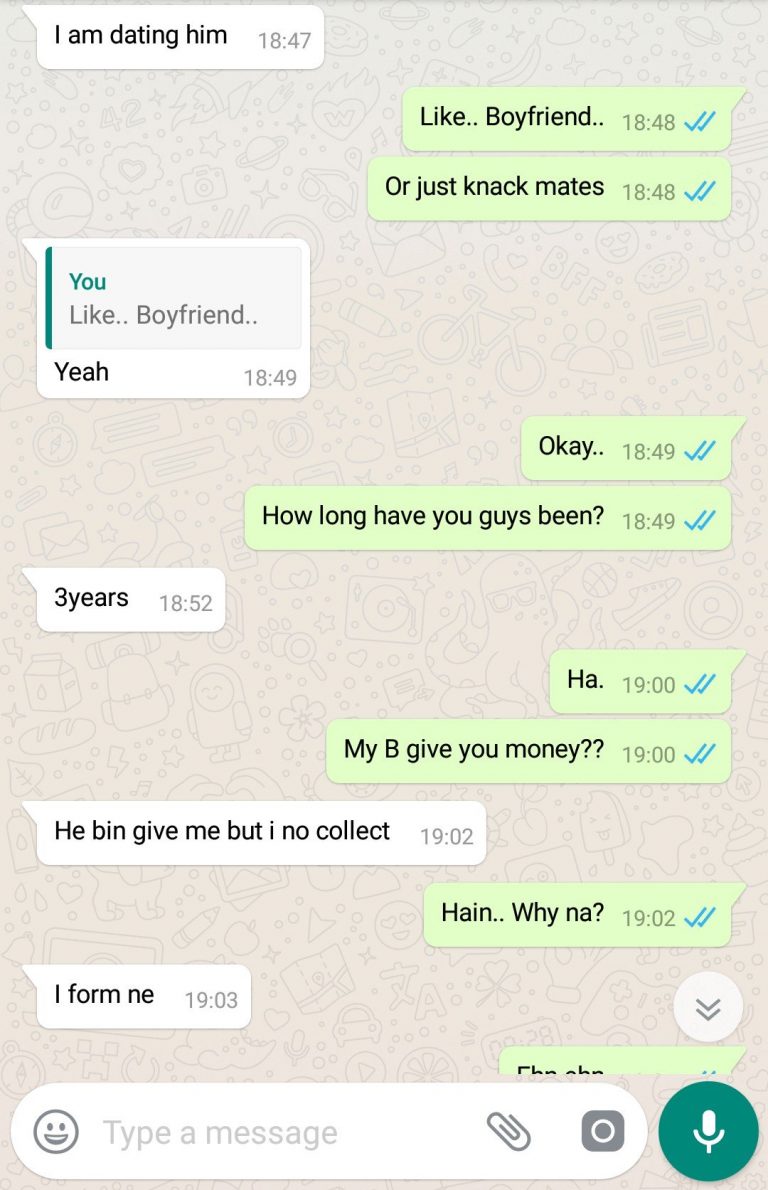 I am dating him 18:47
Like.. Boyfriend.. 18:48
Or just knack mates 18:48
You
Like.. Boyfriend..
Yeah 18:49
Okay.. 18:49
How long have you guys been? 18:49
3years 18:52
Ha. 19:00
My B give you money?? 19:00
He bin give me but i no collect 19:02
Hain.. Why na? 19:02
I form ne 19:03
Type a message